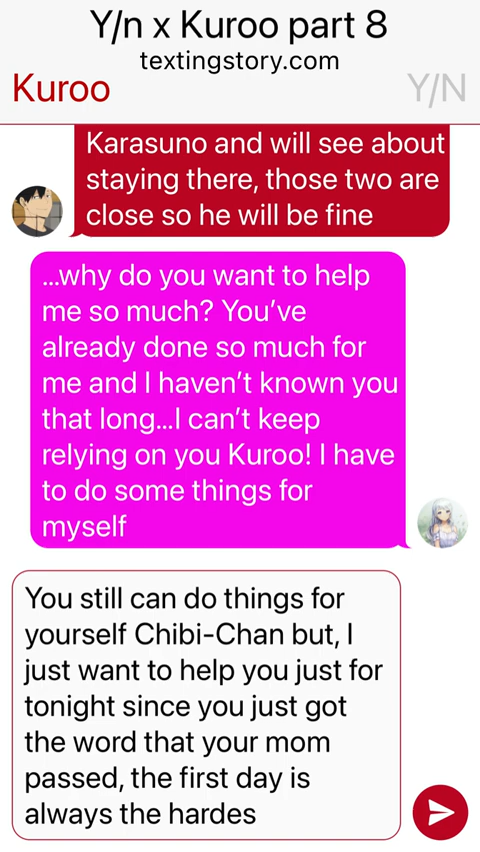 Y/n x Kuroo part 8
textingstory.com
Kuroo
Y/N
Karasuno and will see about
staying there, those two are
close so he will be fine
...why do you want to help
me so much? You've
already done so much for
me and I haven't known you
that long...I can't keep
relying on you Kuroo! I have
to do some things for
myself
You still can do things for
yourself Chibi-Chan but, I
just want to help you just for
tonight since you just got
the word that your mom
passed, the first day is
always the hardes